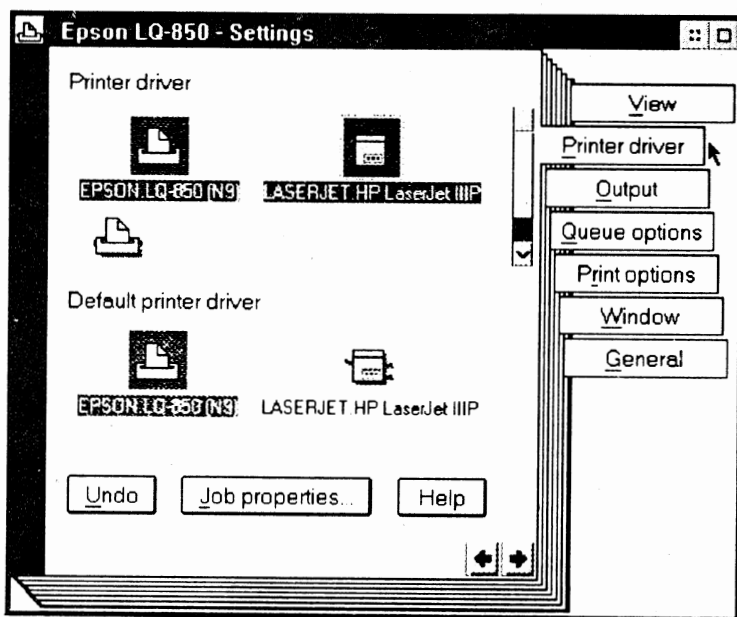 Epson LQ-850 - Settings
Printer driver
EPSON.LQ-850 (N9) LASERJET.HP LaserJet IIIP
Default printer driver
EPSON.LQ-850 (N9) LASERJET.HP LaserJet IIIP
Undo Job properties... Help
View
Printer driver
Output
Queue options
Print options
Window
General